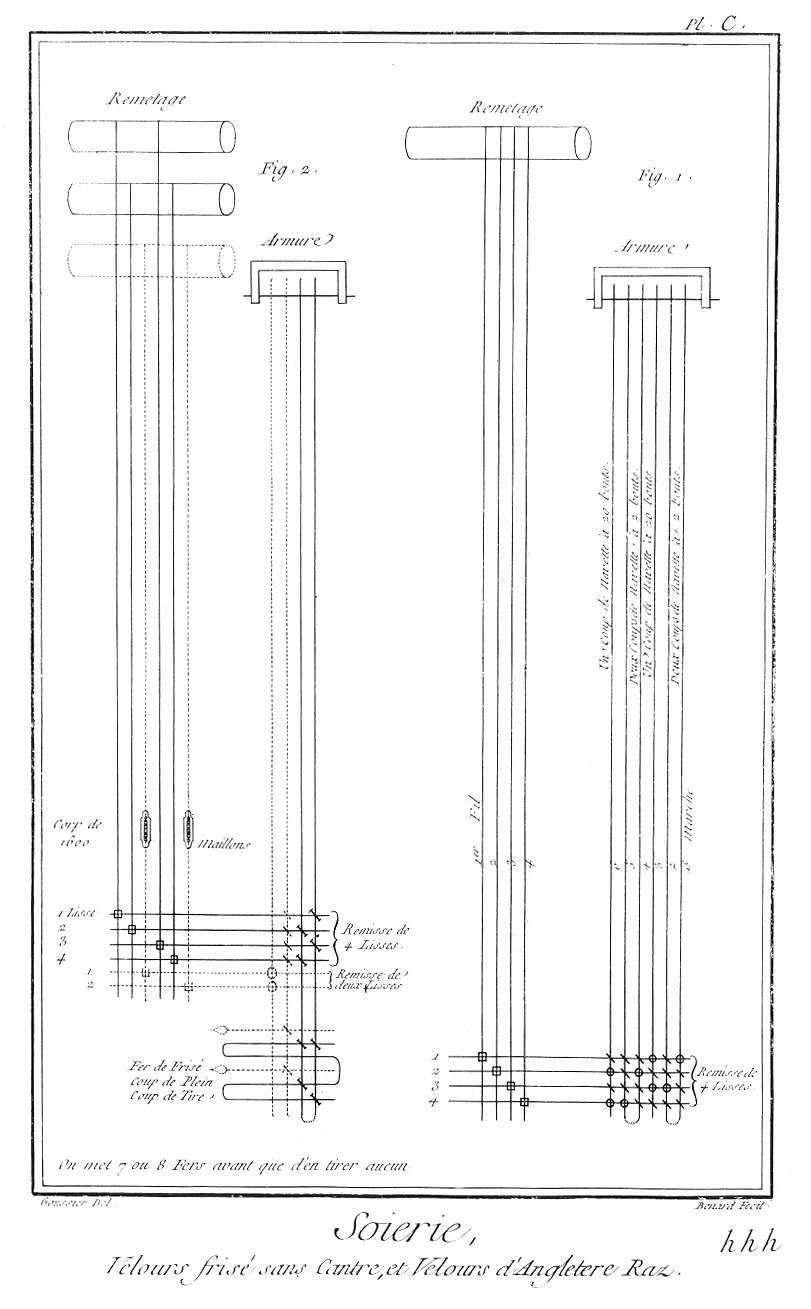 Pl. C.
Remetage
Fig. 2.
Armure
Corp de
1600
Maillons
1 Lisse
2
3
4
1
2
Remisse de
4 Lisses.
Remisse de
deux Lisses
Fer de Frisé
Coup de Plein
Coup de Tire
On met 7 ou 8 Fers avant que d'en tirer aucun
Remetage
Fig. 1.
Armure
Un Coup de Navette à 20 bouts.
Deux Coups de Navette à 2 bouts.
Un Coup de Navette à 20 bouts
Deux Coups de Navette à 2 bouts.
1er Fil
2
3
4
6 5 4 3 2 1e Marche
1
2
3
4
Remisse de
4 Lisses.
Goussier Del.
Benard Fecit.
Soierie,
hhh
Velours frisé sans Cantre, et Velours d'Angletere Raz.